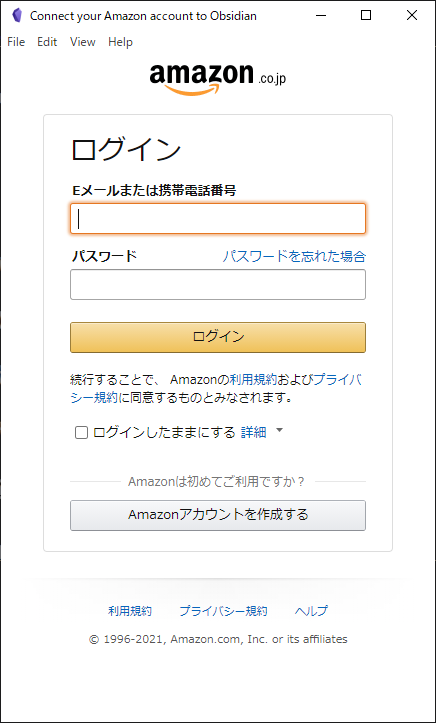 Connect your Amazon account to Obsidian
File Edit View Help
amazon.co.jp
ログイン
Eメールまたは携帯電話番号
パスワード パスワードを忘れた場合
ログイン
続行することで、 Amazonの利用規約およびプライバ
シー規約に同意するものとみなされます。
ログインしたままにする 詳細
Amazonは初めてご利用ですか？
Amazonアカウントを作成する
利用規約 プライバシー規約 ヘルプ
© 1996-2021, Amazon.com, Inc. or its affiliates